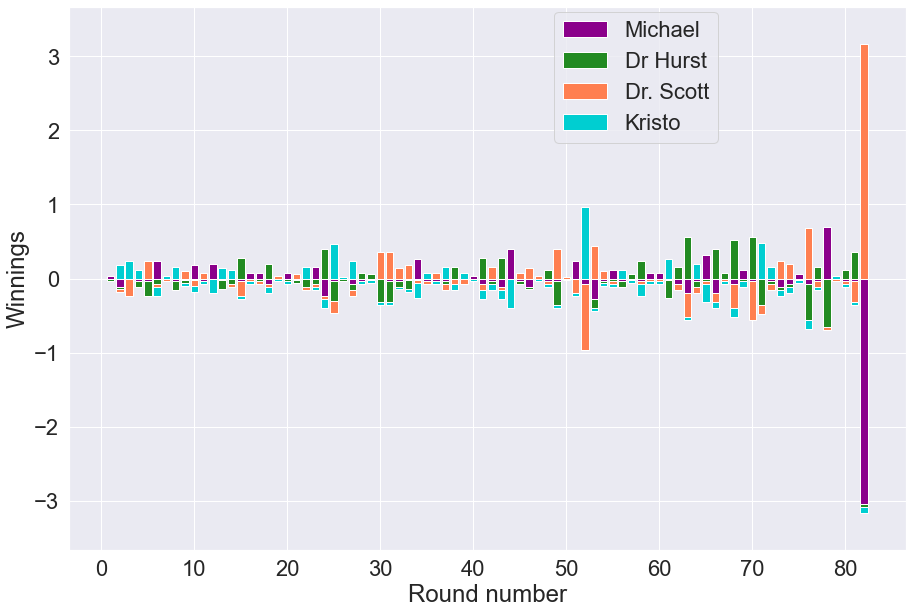 Michael
Dr Hurst
Dr. Scott
Kristo
3
2
1
0
−1
−2
−3
Winnings
0 10 20 30 40 50 60 70 80
Round number